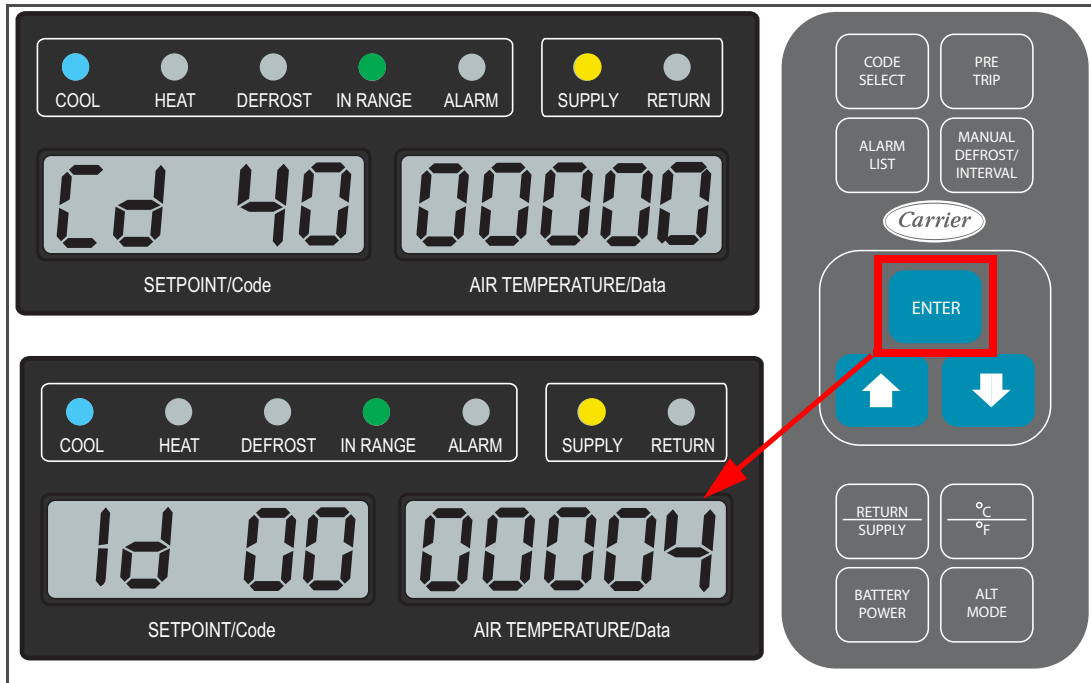 COOL HEAT DEFROST IN RANGE ALARM SUPPLY RETURN
Cd 40 00000
SETPOINT/Code AIR TEMPERATURE/Data
COOL HEAT DEFROST IN RANGE ALARM SUPPLY RETURN
Id 00 00004
SETPOINT/Code AIR TEMPERATURE/Data
CODE
SELECT
PRE
TRIP
ALARM
LIST
MANUAL
DEFROST/
INTERVAL
Carrier
ENTER
RETURN
SUPPLY
°C
°F
BATTERY
POWER
ALT
MODE